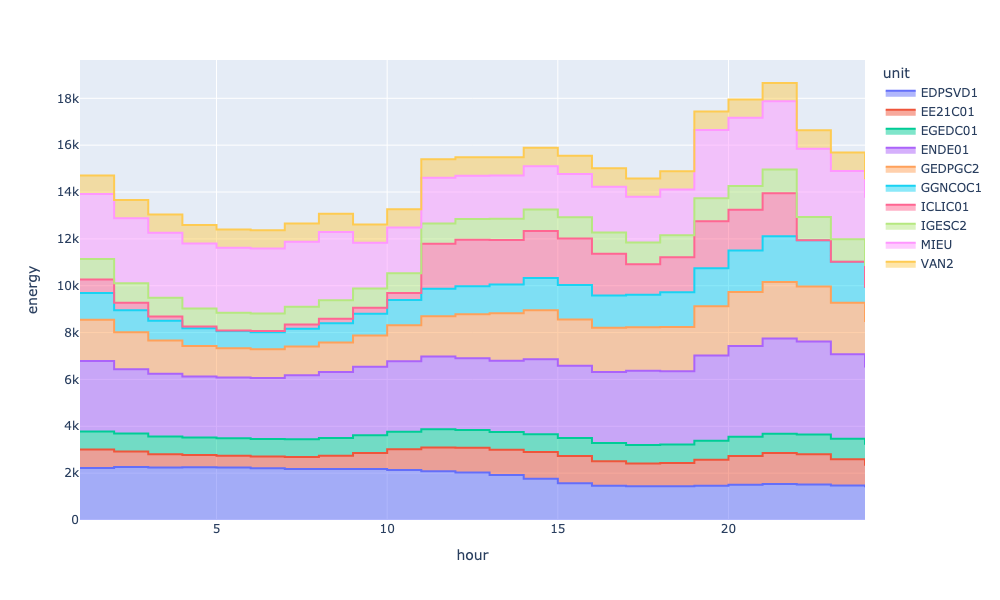 18k
16k
14k
12k
10k
8k
6k
4k
2k
0
5
10
15
20
hour
energy
unit
EDPSVD1
EE21C01
EGEDC01
ENDE01
GEDPGC2
GGNCOC1
ICLIC01
IGESC2
MIEU
VAN2